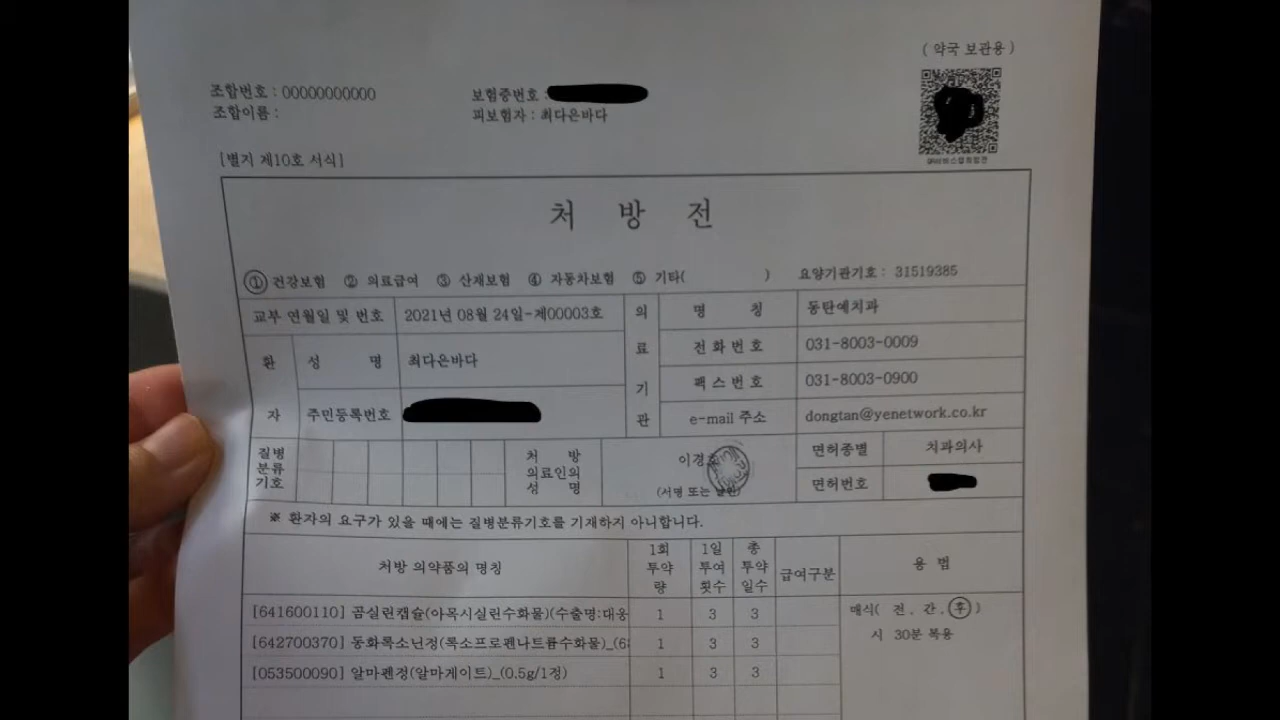 ( 약국 보관용 )
조합번호 : 00000000000
보험증번호 :
조합이름 :
피보험자 : 최다은바다
[별지 제10호 서식]
처 방 전
① 건강보험 ② 의료급여 ③ 산재보험 ④ 자동차보험 ⑤ 기타( ) 요양기관기호 : 31519385
교부 연월일 및 번호 2021년 08월 24일-제00003호
환자 성 명 최다은바다
주민등록번호
의료기관 명 칭 동탄예치과
전화번호 031-8003-0009
팩스번호 031-8003-0900
e-mail 주소 dongtan@yenetwork.co.kr
질병분류기호
처 방 의료인의 성 명 이경
(서명 또는 날인)
면허종별 치과의사
면허번호
※ 환자의 요구가 있을 때에는 질병분류기호를 기재하지 아니합니다.
처방 의약품의 명칭 1회 투약량 1일 투여횟수 총 투약일수 급여구분 용 법
[641600110] 곰실린캡슐(아목시실린수화물)(수출명:대웅 1 3 3
[642700370] 동화록소닌정(록소프로펜나트륨수화물)_(6 1 3 3
[053500090] 알마펜정(알마게이트)_(0.5g/1정) 1 3 3
매식( 전 , 간 , 후 )
시 30분 복용